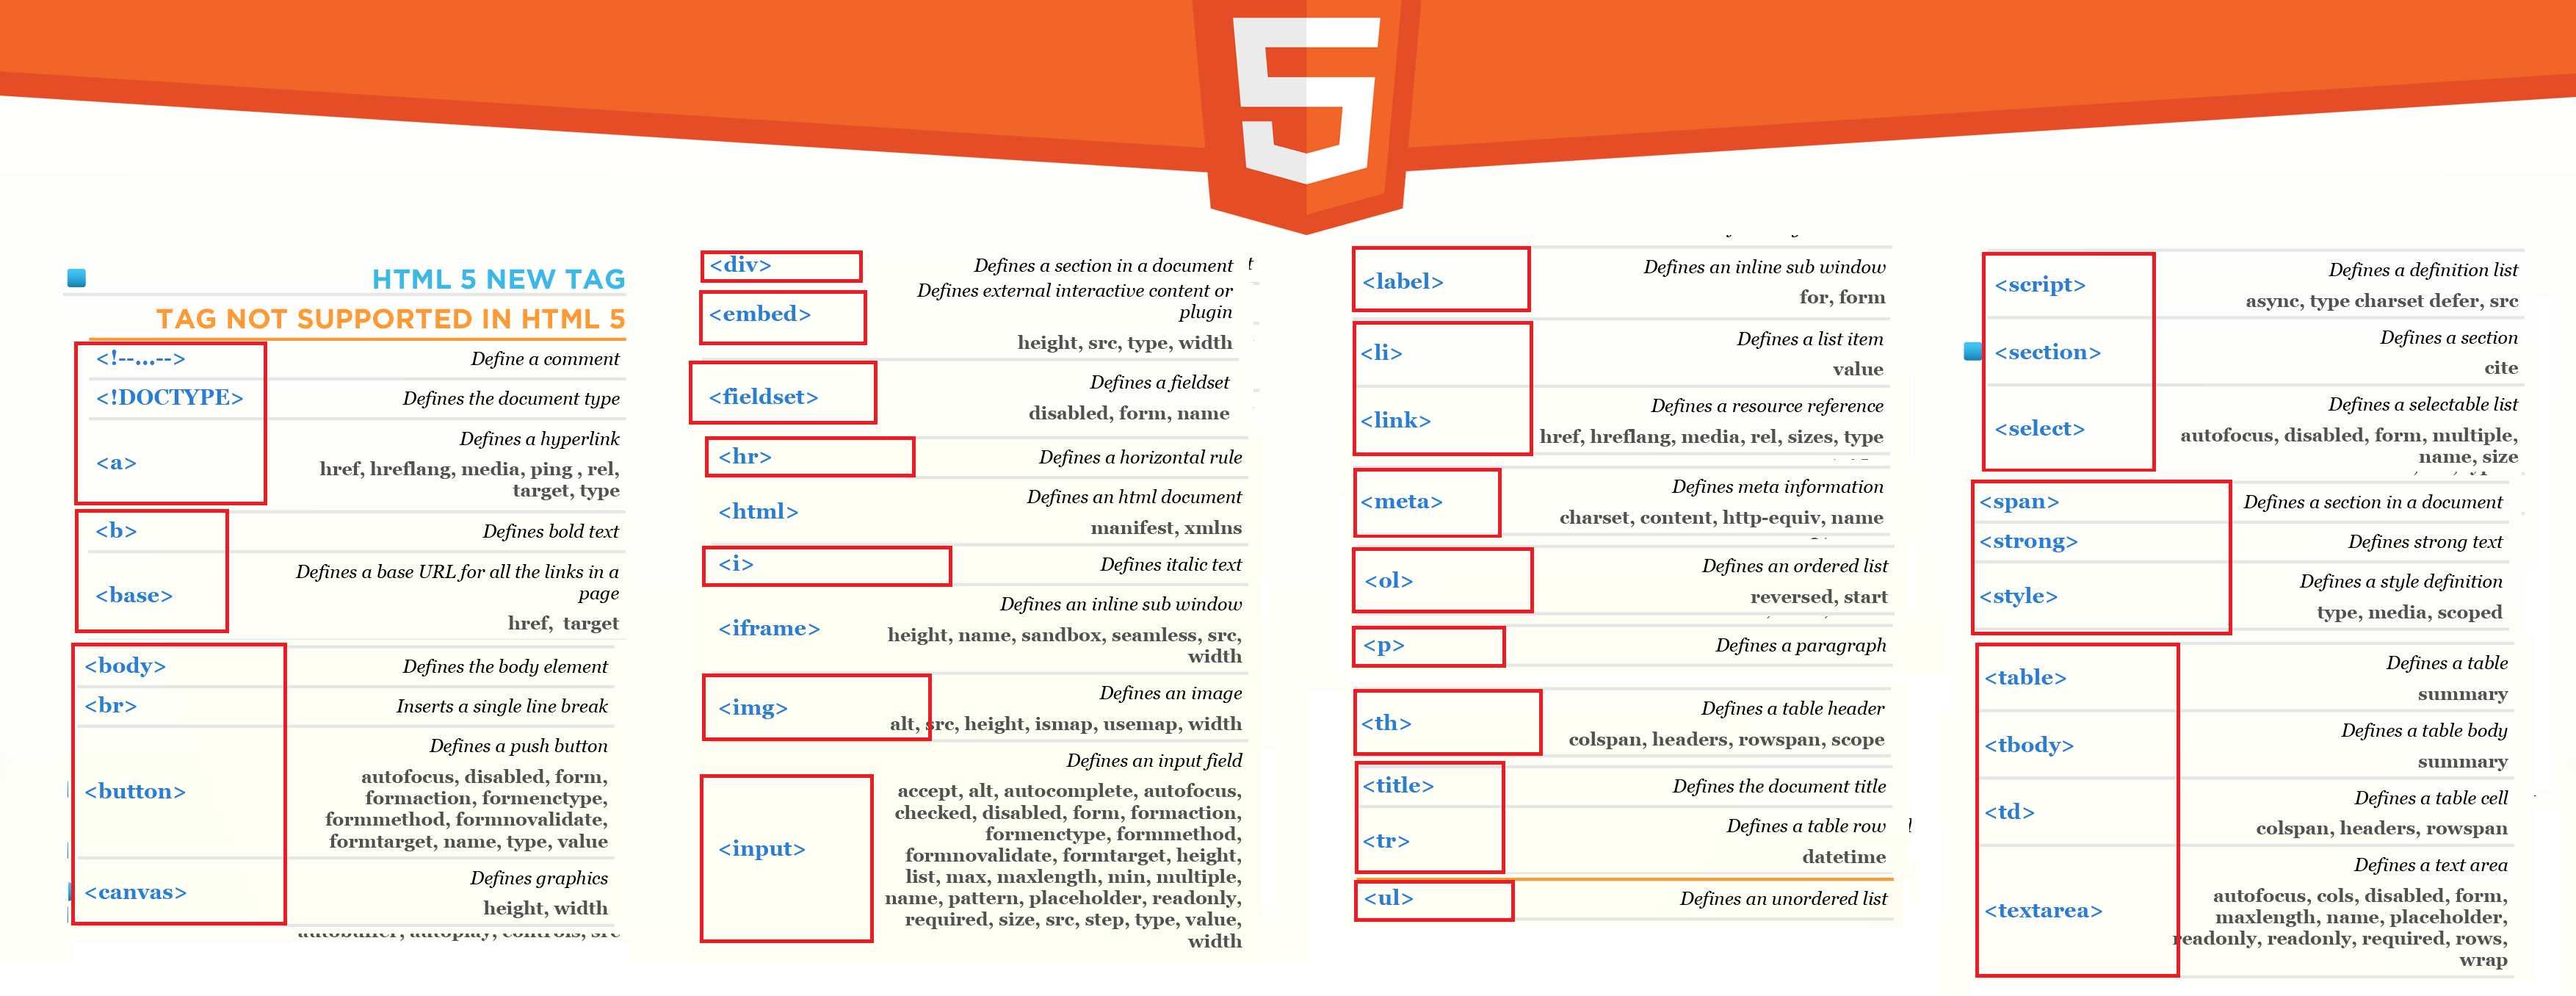 5
HTML 5 NEW TAG
TAG NOT SUPPORTED IN HTML 5
<!--...-->
Define a comment
<!DOCTYPE>
Defines the document type
<a>
Defines a hyperlink
href, hreflang, media, ping , rel,
target, type
<b>
Defines bold text
<base>
Defines a base URL for all the links in a
page
href, target
<body>
Defines the body element
<br>
Inserts a single line break
<button>
Defines a push button
autofocus, disabled, form,
formaction, formenctype,
formmethod, formnovalidate,
formtarget, name, type, value
<canvas>
Defines graphics
height, width
autobuffer, autoplay, controls, src
<div>
Defines a section in a document
<embed>
Defines external interactive content or
plugin
height, src, type, width
<fieldset>
Defines a fieldset
disabled, form, name
<hr>
Defines a horizontal rule
<html>
Defines an html document
manifest, xmlns
<i>
Defines italic text
<iframe>
Defines an inline sub window
height, name, sandbox, seamless, src,
width
<img>
Defines an image
alt, src, height, ismap, usemap, width
<input>
Defines an input field
accept, alt, autocomplete, autofocus,
checked, disabled, form, formaction,
formenctype, formmethod,
formnovalidate, formtarget, height,
list, max, maxlength, min, multiple,
name, pattern, placeholder, readonly,
required, size, src, step, type, value,
width
<label>
Defines an inline sub window
for, form
<li>
Defines a list item
value
<link>
Defines a resource reference
href, hreflang, media, rel, sizes, type
<meta>
Defines meta information
charset, content, http-equiv, name
<ol>
Defines an ordered list
reversed, start
<p>
Defines a paragraph
<th>
Defines a table header
colspan, headers, rowspan, scope
<title>
Defines the document title
<tr>
Defines a table row
datetime
<ul>
Defines an unordered list
<script>
Defines a definition list
async, type charset defer, src
<section>
Defines a section
cite
<select>
Defines a selectable list
autofocus, disabled, form, multiple,
name, size
<span>
Defines a section in a document
<strong>
Defines strong text
<style>
Defines a style definition
type, media, scoped
<table>
Defines a table
summary
<tbody>
Defines a table body
summary
<td>
Defines a table cell
colspan, headers, rowspan
<textarea>
Defines a text area
autofocus, cols, disabled, form,
maxlength, name, placeholder,
readonly, readonly, required, rows,
wrap